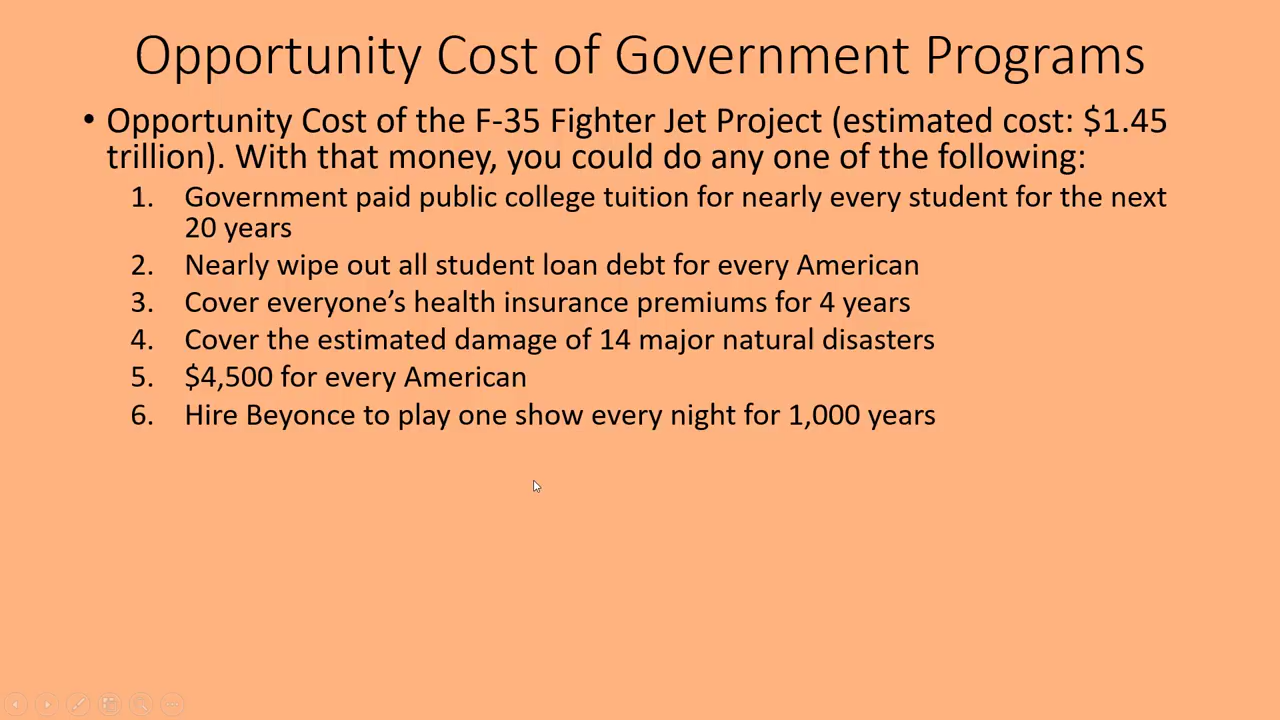 Opportunity Cost of Government Programs
• Opportunity Cost of the F-35 Fighter Jet Project (estimated cost: $1.45
trillion). With that money, you could do any one of the following:
1. Government paid public college tuition for nearly every student for the next
20 years
2. Nearly wipe out all student loan debt for every American
3. Cover everyone’s health insurance premiums for 4 years
4. Cover the estimated damage of 14 major natural disasters
5. $4,500 for every American
6. Hire Beyonce to play one show every night for 1,000 years